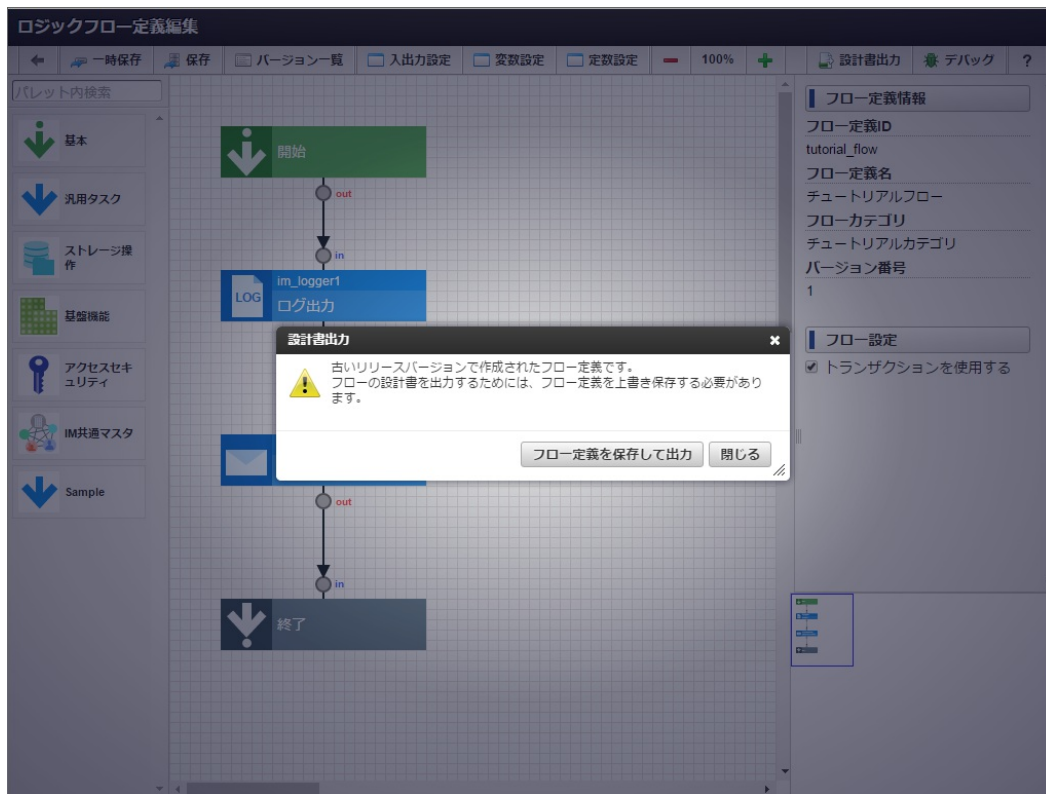 ロジックフロー定義編集
一時保存 保存 バージョン一覧 入出力設定 変数設定 定数設定 100% 設計書出力 デバッグ ?
パレット内検索
基本
汎用タスク
ストレージ操
作
基盤機能
アクセスセキ
ュリティ
IM共通マスタ
Sample
開始
out
in
im_logger1
LOG
ログ出力
設計書出力
古いリリースバージョンで作成されたフロー定義です。
フローの設計書を出力するためには、フロー定義を上書き保存する必要があり
ます。
フロー定義を保存して出力 閉じる
out
in
終了
フロー定義情報
フロー定義ID
tutorial_flow
フロー定義名
チュートリアルフロー
フローカテゴリ
チュートリアルカテゴリ
バージョン番号
1
フロー設定
トランザクションを使用する